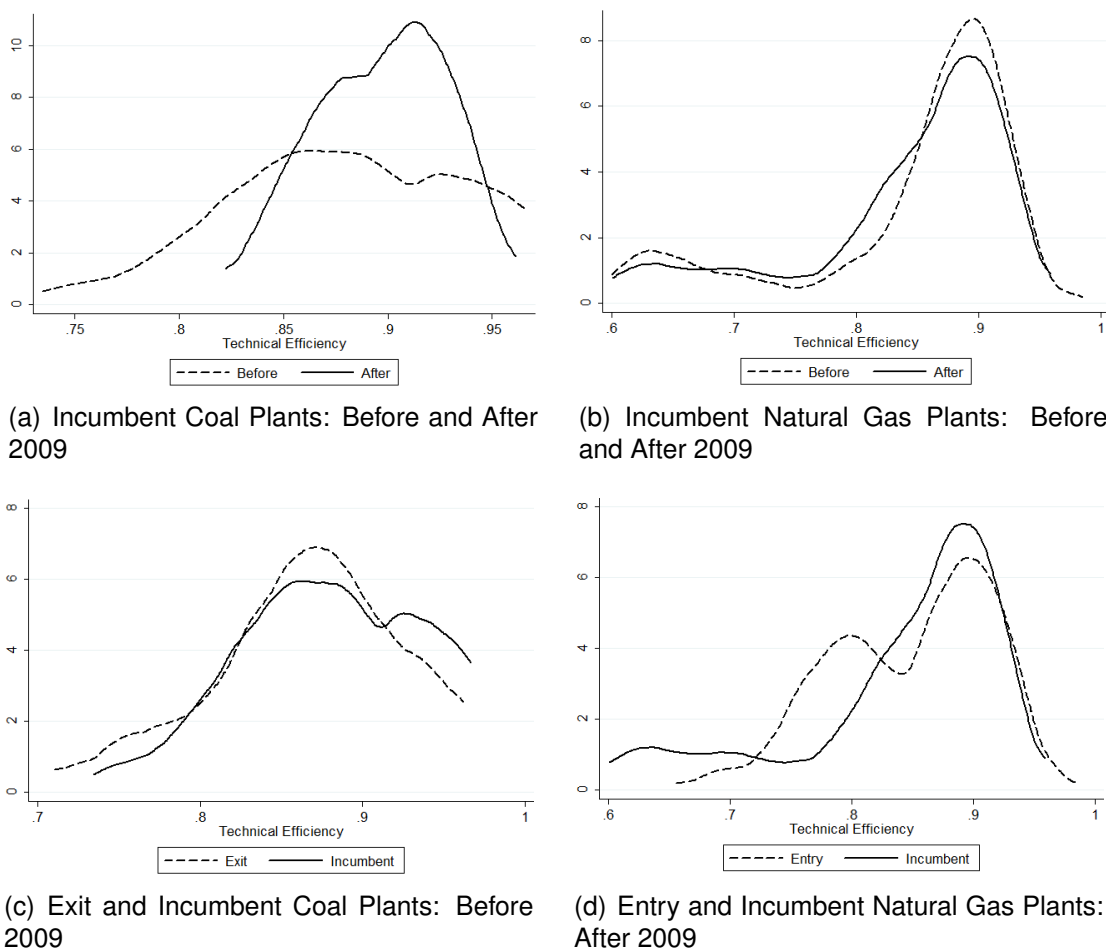 0 2 4 6 8 10
.75 .8 .85 .9 .95
Technical Efficiency
Before After
(a) Incumbent Coal Plants: Before and After
2009
0 2 4 6 8
.6 .7 .8 .9 1
Technical Efficiency
Before After
(b) Incumbent Natural Gas Plants: Before
and After 2009
0 2 4 6 8
.7 .8 .9 1
Technical Efficiency
Exit Incumbent
(c) Exit and Incumbent Coal Plants: Before
2009
0 2 4 6 8
.6 .7 .8 .9 1
Technical Efficiency
Entry Incumbent
(d) Entry and Incumbent Natural Gas Plants:
After 2009